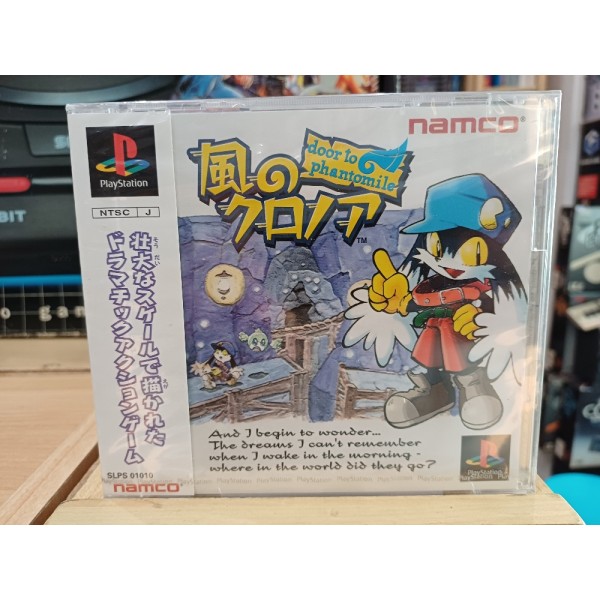 PlayStation
NTSC J
壮大なスケールで描かれた
ドラマチックアクションゲーム
SLPS 01010
namco
namco
door to
phantomile
風の
クロノア
TM
And I begin to wonder...
The dreams I can't remember
when I wake in the morning -
where in the world did they go?
PlayStation
BIT